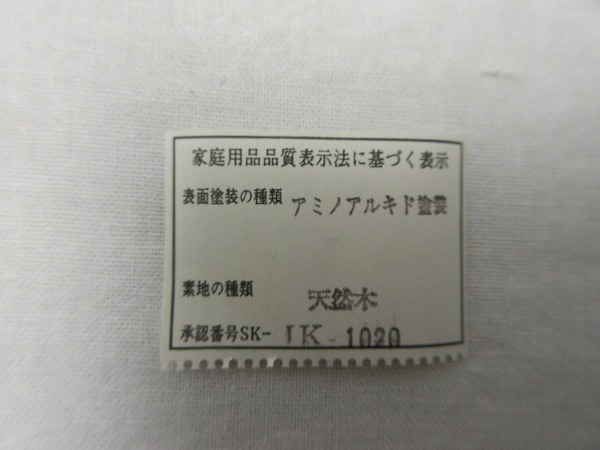 家庭用品品質表示法に基づく表示
表面塗装の種類 アミノアルキド塗装
素地の種類 天然木
承認番号SK- IK-1020